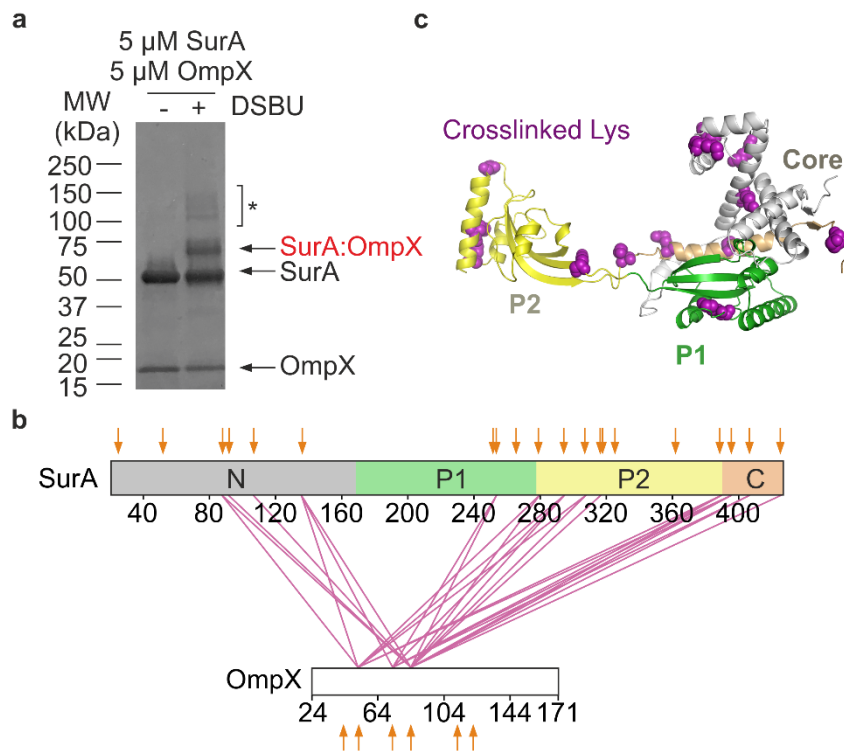 a
5 µM SurA
5 µM OmpX
MW
(kDa)
- + DSBU
250
150
100
75
50
37
25
20
15
*
SurA:OmpX
SurA
OmpX
c
Crosslinked Lys
Core
P2
P1
b
SurA
N P1 P2 C
40 80 120 160 200 240 280 320 360 400
OmpX
24 64 104 144 171